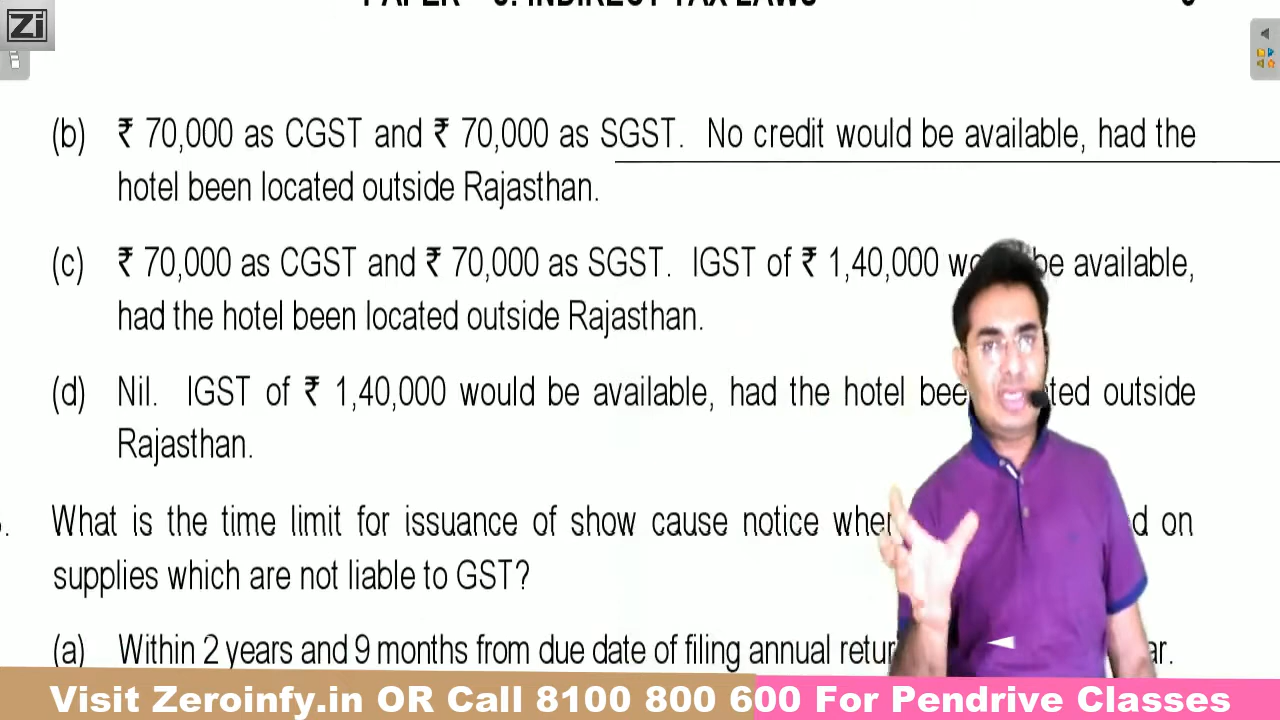 Zi
PAPER – 8: INDIRECT TAX LAWS
(b) ₹ 70,000 as CGST and ₹ 70,000 as SGST. No credit would be available, had the
hotel been located outside Rajasthan.
(c) ₹ 70,000 as CGST and ₹ 70,000 as SGST. IGST of ₹ 1,40,000 be available,
had the hotel been located outside Rajasthan.
(d) Nil. IGST of ₹ 1,40,000 would be available, had the hotel outside
Rajasthan.
What is the time limit for issuance of show cause notice on
supplies which are not liable to GST?
(a) Within 2 years and 9 months from due date of filing annual
Visit Zeroinfy.in OR Call 8100 800 600 For Pendrive Classes